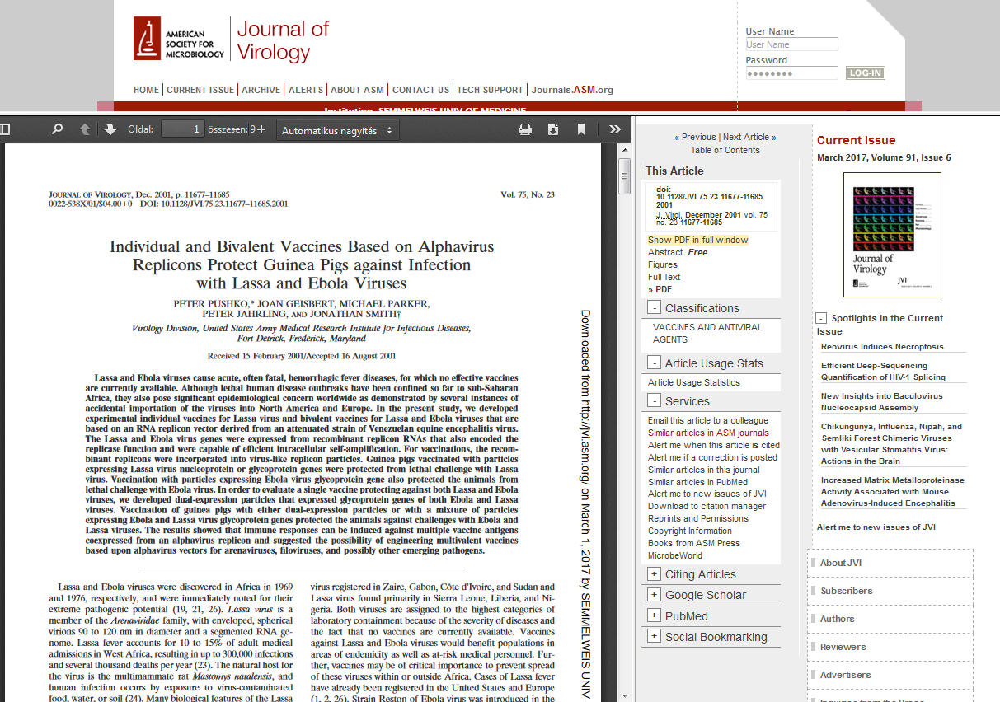 AMERICAN
SOCIETY FOR
MICROBIOLOGY
Journal of
Virology
User Name
User Name
Password
LOG-IN
HOME | CURRENT ISSUE | ARCHIVE | ALERTS | ABOUT ASM | CONTACT US | TECH SUPPORT | Journals.ASM.org
Institution: SEMMELWEIS UNIV OF MEDICINE
Oldal: 1 összesen: 9
Automatikus nagyítás
JOURNAL OF VIROLOGY, Dec. 2001, p. 11677–11685
Vol. 75, No. 23
0022-538X/01/$04.00+0 DOI: 10.1128/JVI.75.23.11677–11685.2001
Individual and Bivalent Vaccines Based on Alphavirus
Replicons Protect Guinea Pigs against Infection
with Lassa and Ebola Viruses
PETER PUSHKO,* JOAN GEISBERT, MICHAEL PARKER,
PETER JAHRLING, AND JONATHAN SMITH†
Virology Division, United States Army Medical Research Institute for Infectious Diseases,
Fort Detrick, Frederick, Maryland
Received 15 February 2001/Accepted 16 August 2001
Lassa and Ebola viruses cause acute, often fatal, hemorrhagic fever diseases, for which no effective vaccines
are currently available. Although lethal human disease outbreaks have been confined so far to sub-Saharan
Africa, they also pose significant epidemiological concern worldwide as demonstrated by several instances of
accidental importation of the viruses into North America and Europe. In the present study, we developed
experimental individual vaccines for Lassa virus and bivalent vaccines for Lassa and Ebola viruses that are
based on an RNA replicon vector derived from an attenuated strain of Venezuelan equine encephalitis virus.
The Lassa and Ebola virus genes were expressed from recombinant replicon RNAs that also encoded the
replicase function and were capable of efficient intracellular self-amplification. For vaccinations, the recom-
binant replicons were incorporated into virus-like replicon particles. Guinea pigs vaccinated with particles
expressing Lassa virus nucleoprotein or glycoprotein genes were protected from lethal challenge with Lassa
virus. Vaccination with particles expressing Ebola virus glycoprotein gene also protected the animals from
lethal challenge with Ebola virus. In order to evaluate a single vaccine protecting against both Lassa and Ebola
viruses, we developed dual-expression particles that expressed glycoprotein genes of both Ebola and Lassa
viruses. Vaccination of guinea pigs with either dual-expression particles or with a mixture of particles
expressing Ebola and Lassa virus glycoprotein genes protected the animals against challenges with Ebola and
Lassa viruses. The results showed that immune responses can be induced against multiple vaccine antigens
coexpressed from an alphavirus replicon and suggested the possibility of engineering multivalent vaccines
based upon alphavirus vectors for arenaviruses, filoviruses, and possibly other emerging pathogens.
Lassa and Ebola viruses were discovered in Africa in 1969
and 1976, respectively, and were immediately noted for their
extreme pathogenic potential (19, 21, 26). Lassa virus is a
member of the Arenaviridae family, with enveloped, spherical
virions 90 to 120 nm in diameter and a segmented RNA ge-
nome. Lassa fever accounts for 10 to 15% of adult medical
admissions in West Africa, resulting in up to 300,000 infections
and several thousand deaths per year (23). The natural host for
the virus is the multimammate rat Mastomys natalensis, and
human infection occurs by exposure to virus-contaminated
food, water, or soil (24). Many biological features of the Lassa
virus registered in Zaire, Gabon, Côte d'Ivoire, and Sudan and
Lassa virus found primarily in Sierra Leone, Liberia, and Ni-
geria. Both viruses are assigned to the highest categories of
laboratory containment because of the severity of diseases and
the fact that no vaccines are currently available. Vaccines
against Lassa and Ebola viruses would benefit populations in
areas of endemicity as well as at-risk medical personnel. Fur-
ther, vaccines may be of critical importance to prevent spread
of these viruses within or outside Africa. Cases of Lassa fever
have already been registered in the United States and Europe
(1, 2, 26). Strain Reston of Ebola virus was introduced in the
Downloaded from http://jvi.asm.org/ on March 1, 2017 by SEMMELWEIS UNIV
« Previous | Next Article »
Table of Contents
This Article
doi:
10.1128/JVI.75.23.11677-11685.
2001
J. Virol. December 2001 vol. 75
no. 23 11677-11685
Show PDF in full window
Abstract Free
Figures
Full Text
» PDF
- Classifications
VACCINES AND ANTIVIRAL
AGENTS
- Article Usage Stats
Article Usage Statistics
- Services
Email this article to a colleague
Similar articles in ASM journals
Alert me when this article is cited
Alert me if a correction is posted
Similar articles in this journal
Similar articles in PubMed
Alert me to new issues of JVI
Download to citation manager
Reprints and Permissions
Copyright Information
Books from ASM Press
MicrobeWorld
+ Citing Articles
+ Google Scholar
+ PubMed
+ Social Bookmarking
Current Issue
March 2017, Volume 91, Issue 6
Journal of
Virology
JVI
- Spotlights in the Current
Issue
Reovirus Induces Necroptosis
Efficient Deep-Sequencing
Quantification of HIV-1 Splicing
New Insights into Baculovirus
Nucleocapsid Assembly
Chikungunya, Influenza, Nipah, and
Semliki Forest Chimeric Viruses
with Vesicular Stomatitis Virus:
Actions in the Brain
Increased Matrix Metalloproteinase
Activity Associated with Mouse
Adenovirus-Induced Encephalitis
Alert me to new issues of JVI
About JVI
Subscribers
Authors
Reviewers
Advertisers
Inquiries from the Press